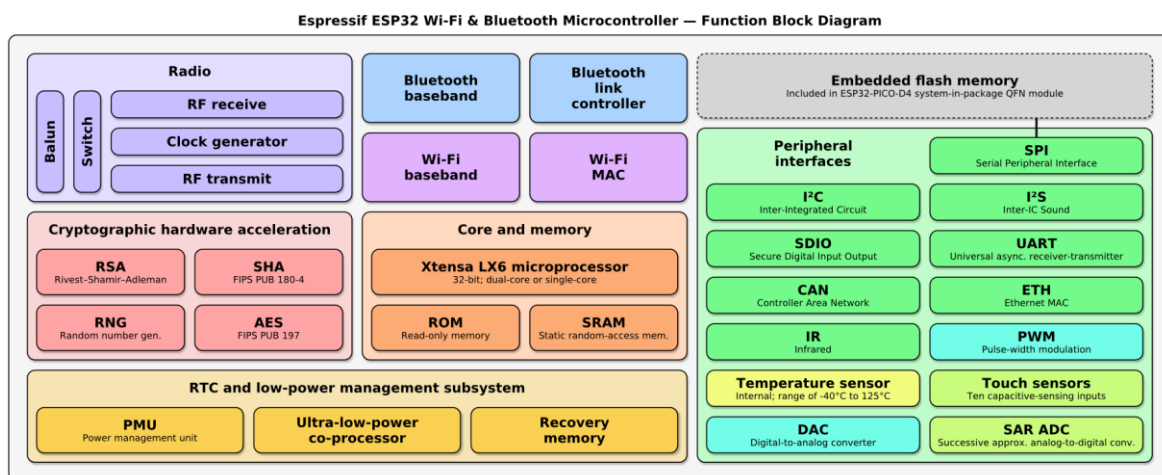 Espressif ESP32 Wi-Fi & Bluetooth Microcontroller — Function Block Diagram
Radio
Balun
Switch
RF receive
Clock generator
RF transmit
Bluetooth
baseband
Bluetooth
link
controller
Wi-Fi
baseband
Wi-Fi
MAC
Embedded flash memory
Included in ESP32-PICO-D4 system-in-package QFN module
Cryptographic hardware acceleration
RSA
Rivest–Shamir–Adleman
SHA
FIPS PUB 180-4
RNG
Random number gen.
AES
FIPS PUB 197
Core and memory
Xtensa LX6 microprocessor
32-bit; dual-core or single-core
ROM
Read-only memory
SRAM
Static random-access mem.
RTC and low-power management subsystem
PMU
Power management unit
Ultra-low-power
co-processor
Recovery
memory
Peripheral
interfaces
SPI
Serial Peripheral Interface
I²C
Inter-Integrated Circuit
I²S
Inter-IC Sound
SDIO
Secure Digital Input Output
UART
Universal async. receiver-transmitter
CAN
Controller Area Network
ETH
Ethernet MAC
IR
Infrared
PWM
Pulse-width modulation
Temperature sensor
Internal; range of -40°C to 125°C
Touch sensors
Ten capacitive-sensing inputs
DAC
Digital-to-analog converter
SAR ADC
Successive approx. analog-to-digital conv.